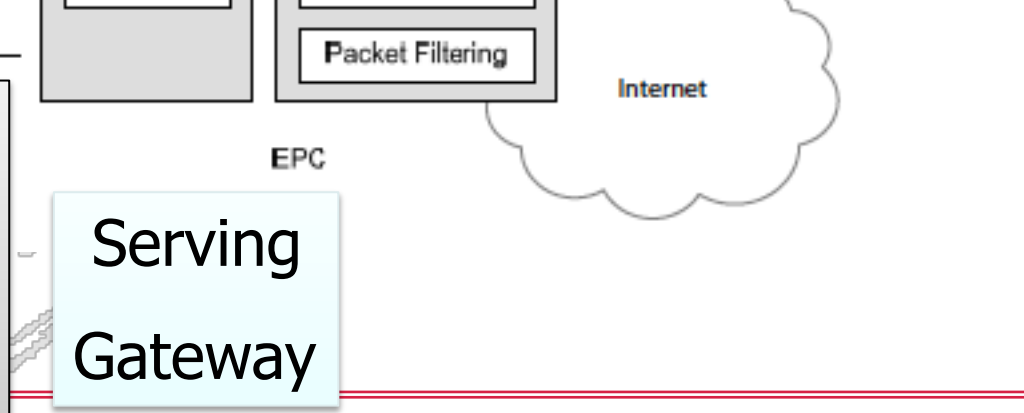 Packet Filtering
Internet
EPC
Serving
Gateway